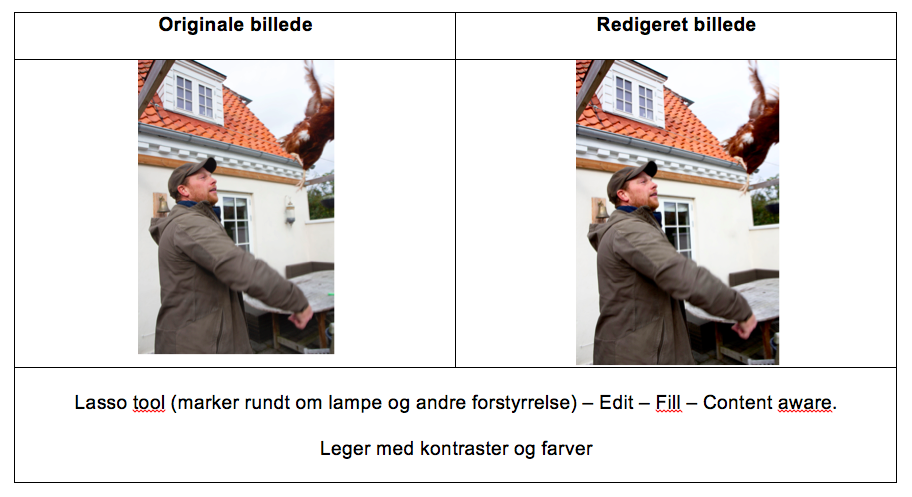 Originale billede
Redigeret billede
Lasso tool (marker rundt om lampe og andre forstyrrelse) – Edit – Fill – Content aware.
Leger med kontraster og farver